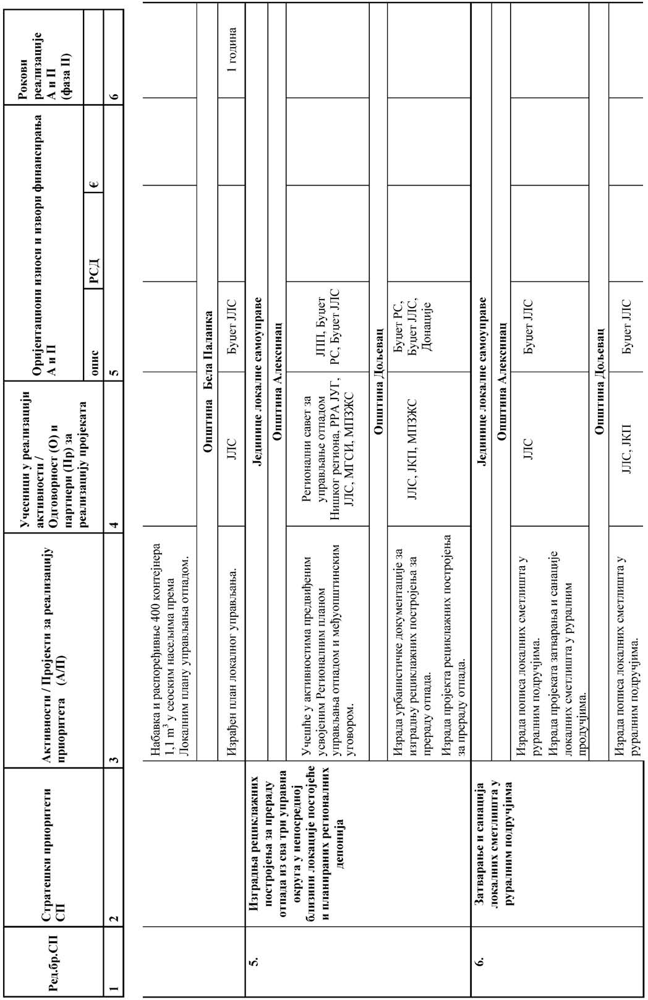 Ред.бр.СП
Стратешки приоритети
СП
Активности / Пројекти за реализацију
приоритета (А/П)
Учесници у реализацији
активности /
Одговорност (О) и
партнери (Пр) за
реализацију пројеката
Оријентациони износи и извори финансирања
А и П
опис
РСД
€
Рокови
реализације
А и П
(фаза II)
1
2
3
4
5
6
Набавка и распоређивње 400 контејнера
1,1 m³ у сеоским насељима према
Локалним плану управљања отпадом.
Општина Бела Паланка
Израђен план локалног управљања.
ЈЛС
Буџет ЈЛС
1 година
5.
Изградња рециклажних
постројења за прераду
отпада из сва три управна
округа у непосредној
близини локације постојеће
и планираних регионалних
депонија
Јединице локалне самоуправе
Општина Алексинац
Учешће у активностима предвиђеним
усвојеним Регионалним планом
управљања отпадом и међуопштинским
уговором.
Регионални савет за
управљање отпадом
Нишког региона, РРА ЈУГ,
ЈЛС, МГСИ, МПЗЖС
ЈПП, Буџет
РС, Буџет ЈЛС
Општина Дољевац
Израда урбанистичке документације за
изградњу рециклажних постројења за
прераду отпада.
Израда пројекта рециклажних постројења
за прераду отпада.
ЈЛС, ЈКП, МПЗЖС
Буџет РС,
Буџет ЈЛС,
Донације
6.
Затварање и санација
локалних сметлишта у
руралним подручјима
Јединице локалне самоуправе
Општина Алексинац
Израда пописа локалних сметлишта у
руралним подручјима.
Израда пројеката затварања и санације
локалних сметлишта у руралним
продучјима.
ЈЛС
Буџет ЈЛС
Општина Дољевац
Израда пописа локалних сметлишта у
руралним подручјима.
ЈЛС, ЈКП
Буџет ЈЛС